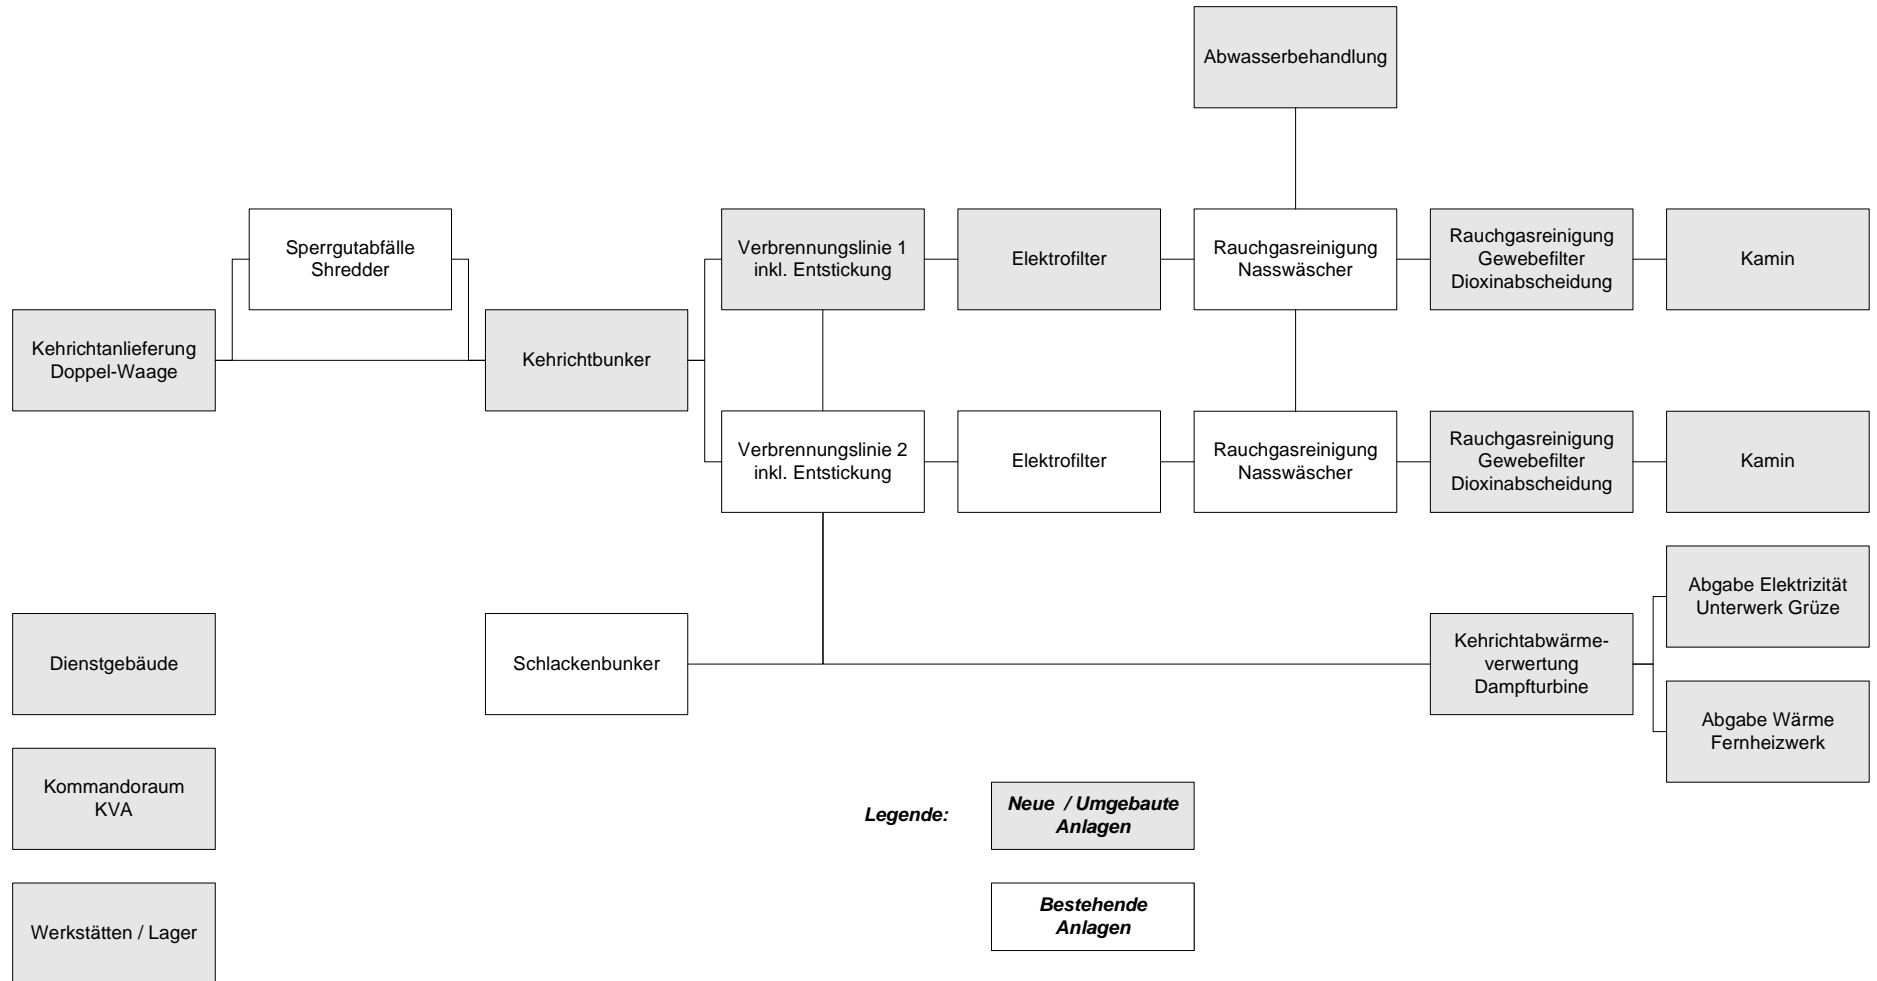 Abwasserbehandlung
Sperrgutabfälle
Shredder
Verbrennungslinie 1
inkl. Entstickung
Elektrofilter
Rauchgasreinigung
Nasswäscher
Rauchgasreinigung
Gewebefilter
Dioxinabscheidung
Kamin
Kehrichtanlieferung
Doppel-Waage
Kehrichtbunker
Verbrennungslinie 2
inkl. Entstickung
Elektrofilter
Rauchgasreinigung
Nasswäscher
Rauchgasreinigung
Gewebefilter
Dioxinabscheidung
Kamin
Abgabe Elektrizität
Unterwerk Grüze
Dienstgebäude
Schlackenbunker
Kehrichtabwärme-
verwertung
Dampfturbine
Abgabe Wärme
Fernheizwerk
Kommandoraum
KVA
Legende:
Neue / Umgebaute
Anlagen
Werkstätten / Lager
Bestehende
Anlagen